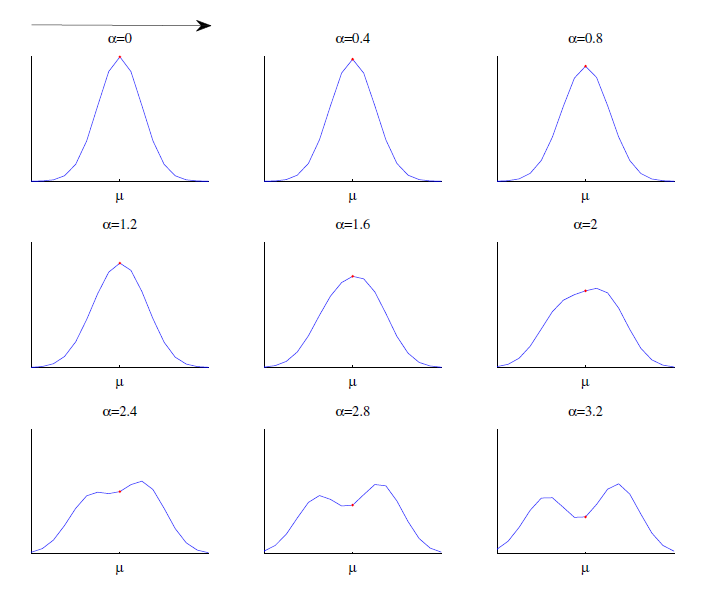 α=0 α=0.4 α=0.8
μ μ μ
α=1.2 α=1.6 α=2
μ μ μ
α=2.4 α=2.8 α=3.2
μ μ μ